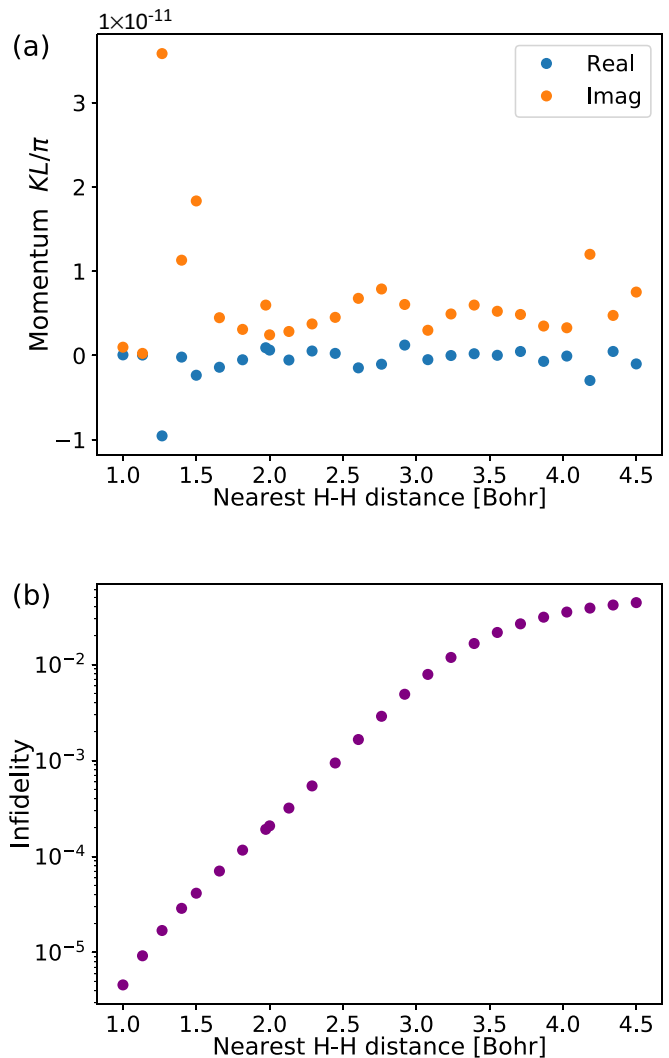 1×10⁻¹¹
(a)
Real
Imag
3
2
1
0
−1
Momentum KL/π
1.0 1.5 2.0 2.5 3.0 3.5 4.0 4.5
Nearest H-H distance [Bohr]
(b)
10⁻²
10⁻³
10⁻⁴
10⁻⁵
Infidelity
1.0 1.5 2.0 2.5 3.0 3.5 4.0 4.5
Nearest H-H distance [Bohr]